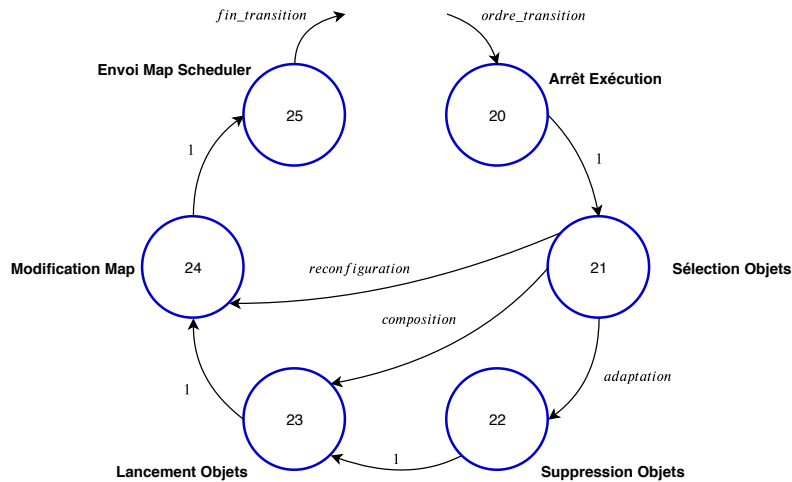 fin_transition
ordre_transition
Envoi Map Scheduler
Arrêt Exécution
25
20
1
1
Modification Map
24
reconfiguration
21
Sélection Objets
composition
adaptation
1
23
22
1
Lancement Objets
Suppression Objets